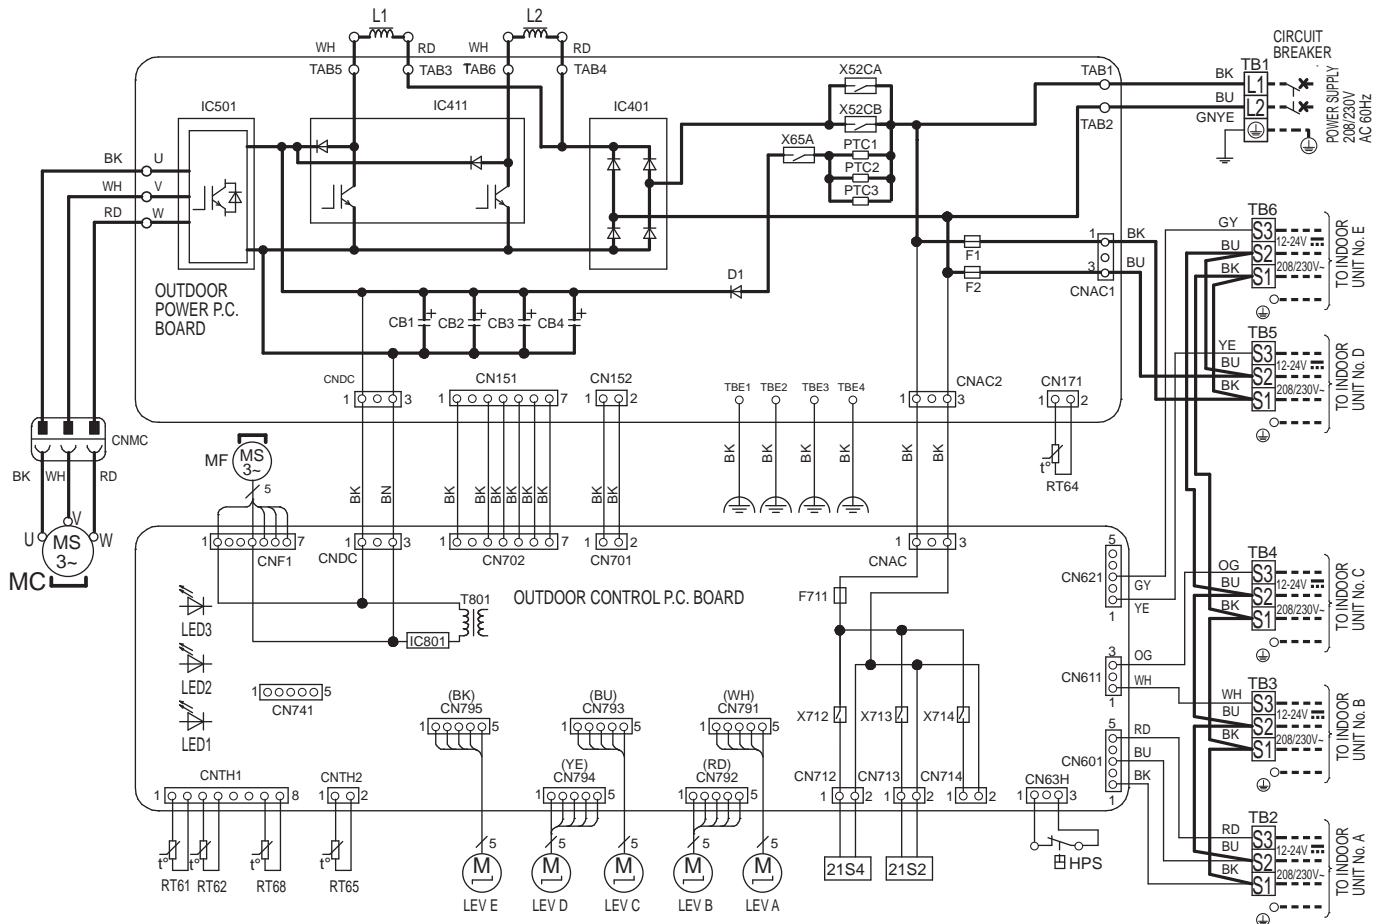 L1 L2
WH RD WH RD
TAB5 TAB3 TAB6 TAB4
CIRCUIT
BREAKER
TB1
L1
L2
BK
BU
GNYE
POWER SUPPLY
208/230V
AC 60Hz
TAB1
TAB2
IC501 IC411 IC401
X52CA
X52CB
X65A
PTC1
PTC2
PTC3
BK U
WH V
RD W
OUTDOOR
POWER P.C.
BOARD
D1
CB1 + CB2 + CB3 + CB4 +
F1
F2
1 BK
3 BU
CNAC1
CNDC
1 3
CN151
1 7
CN152
1 2
TBE1 TBE2 TBE3 TBE4
CNAC2
1 3
CN171
1 2
t°
RT64
CNMC
BK WH RD
U V W
MS
3~
MC
MF
MS
3~
5
BK BN
BK BK BK BK BK BK BK
BK BK
BK BK BK BK
BK BK
1 7
CNF1
CNDC
1 3
1 7
CN702
1 2
CN701
1 3
CNAC
OUTDOOR CONTROL P.C. BOARD
T801
IC801
F711
LED3
LED2
LED1
1 5
CN741
(BK)
CN795
1 5
(BU)
CN793
1 5
(WH)
CN791
1 5
(YE)
CN794
1 5
(RD)
CN792
1 5
X712 X713 X714
CN712 CN713 CN714
1 2 1 2 1 2
CNTH1
1 8
CNTH2
1 2
CN63H
1 3
t° t° t° t°
RT61 RT62 RT68 RT65
5 5 5 5 5
M M M M M
LEV E LEV D LEV C LEV B LEV A
21S4 21S2
HPS
5
CN621
1
GY
YE
3
CN611
1
OG
WH
5
CN601
1
RD
BU
BK
TB6
GY S3
BU S2
BK S1
12-24V
208/230V~
TO INDOOR
UNIT No. E
TB5
YE S3
BU S2
BK S1
12-24V
208/230V~
TO INDOOR
UNIT No. D
TB4
OG S3
BU S2
BK S1
12-24V
208/230V~
TO INDOOR
UNIT No. C
TB3
WH S3
BU S2
BK S1
12-24V
208/230V~
TO INDOOR
UNIT No. B
TB2
RD S3
BU S2
BK S1
12-24V
208/230V~
TO INDOOR
UNIT No. A